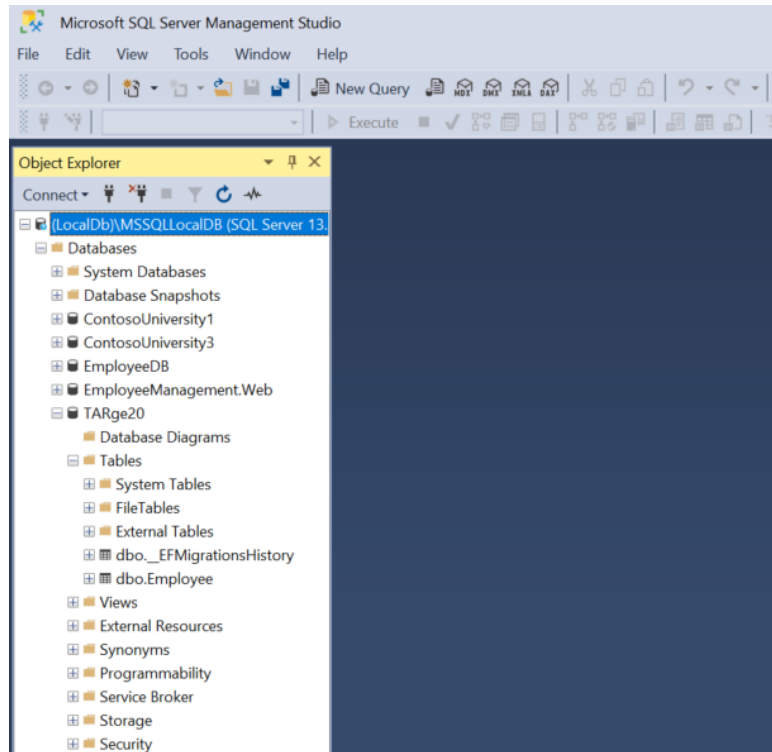 Microsoft SQL Server Management Studio
File Edit View Tools Window Help
New Query MDX DMX XMLA DAX
Execute
Object Explorer
Connect
(LocalDb)\MSSQLLocalDB (SQL Server 13.
Databases
System Databases
Database Snapshots
ContosoUniversity1
ContosoUniversity3
EmployeeDB
EmployeeManagement.Web
TARge20
Database Diagrams
Tables
System Tables
FileTables
External Tables
dbo.__EFMigrationsHistory
dbo.Employee
Views
External Resources
Synonyms
Programmability
Service Broker
Storage
Security